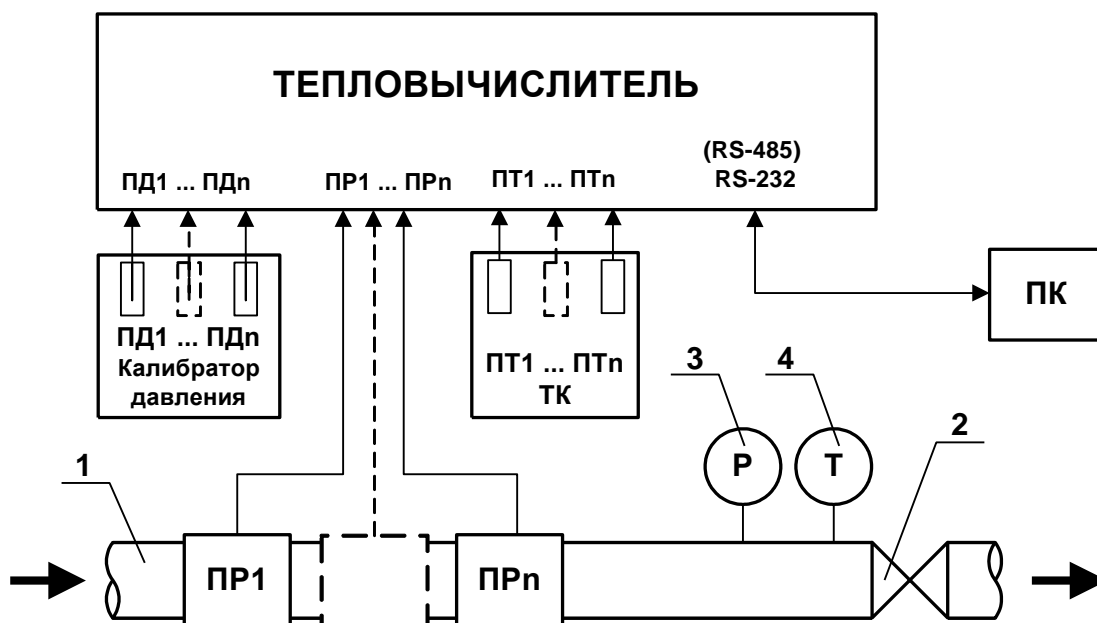 ТЕПЛОВЫЧИСЛИТЕЛЬ
(RS-485)
RS-232
ПД1 ... ПДn
ПР1 ... ПРn
ПТ1 ... ПТn
ПД1 ... ПДn
Калибратор
давления
ПТ1 ... ПТn
ТК
ПК
3
4
2
1
P
T
ПР1
ПРn